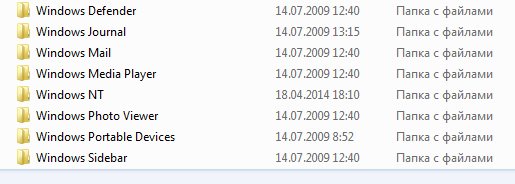 Windows Defender 14.07.2009 12:40 Папка с файлами
Windows Journal 14.07.2009 13:15 Папка с файлами
Windows Mail 14.07.2009 12:40 Папка с файлами
Windows Media Player 14.07.2009 12:40 Папка с файлами
Windows NT 18.04.2014 18:10 Папка с файлами
Windows Photo Viewer 14.07.2009 12:40 Папка с файлами
Windows Portable Devices 14.07.2009 8:52 Папка с файлами
Windows Sidebar 14.07.2009 12:40 Папка с файлами